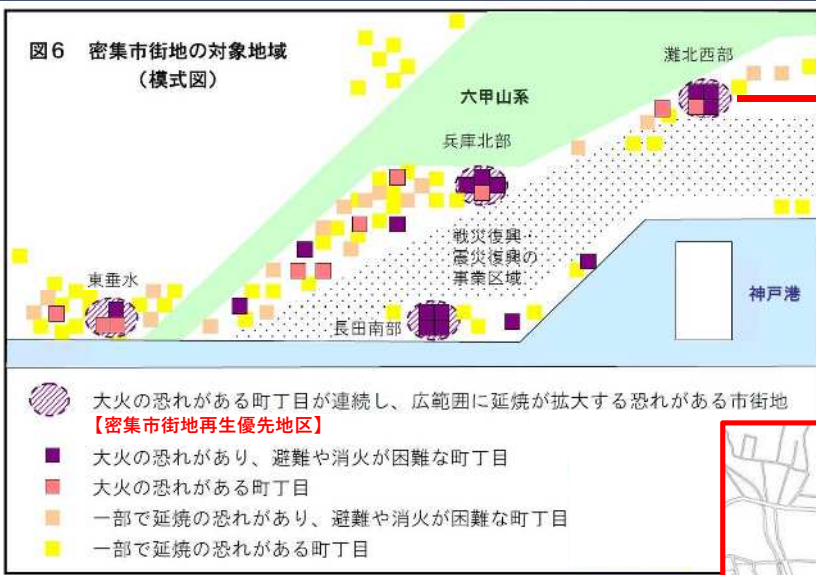 図6 密集市街地の対象地域
（模式図）
灘北西部
六甲山系
兵庫北部
戦災復興・
震災復興の
事業区域
神戸港
東垂水
長田南部
大火の恐れがある町丁目が連続し、広範囲に延焼が拡大する恐れがある市街地
【密集市街地再生優先地区】
大火の恐れがあり、避難や消火が困難な町丁目
大火の恐れがある町丁目
一部で延焼の恐れがあり、避難や消火が困難な町丁目
一部で延焼の恐れがある町丁目